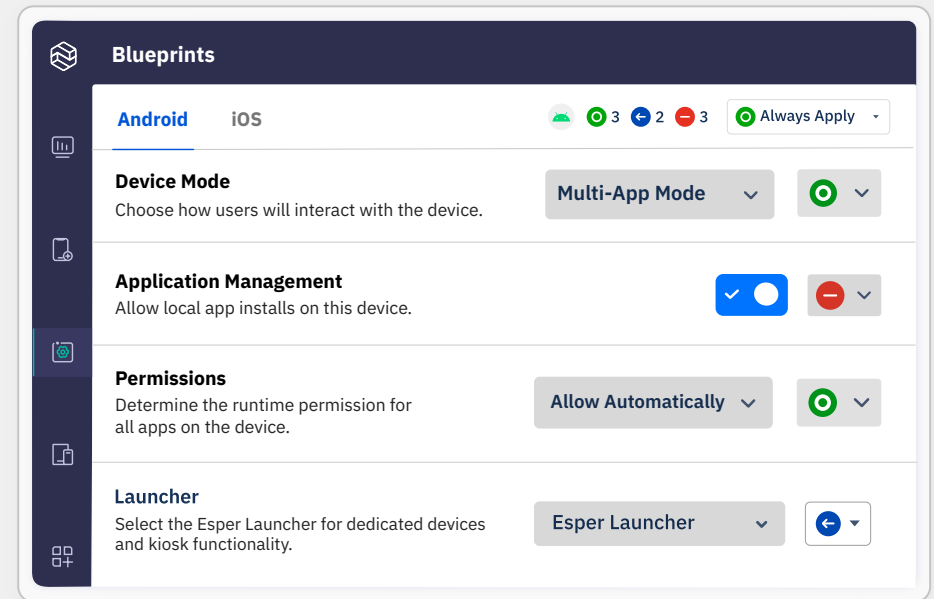 Blueprints
Android iOS 3 2 3 Always Apply
Device Mode
Choose how users will interact with the device.
Multi-App Mode
Application Management
Allow local app installs on this device.
Permissions
Determine the runtime permission for
all apps on the device.
Allow Automatically
Launcher
Select the Esper Launcher for dedicated devices
and kiosk functionality.
Esper Launcher